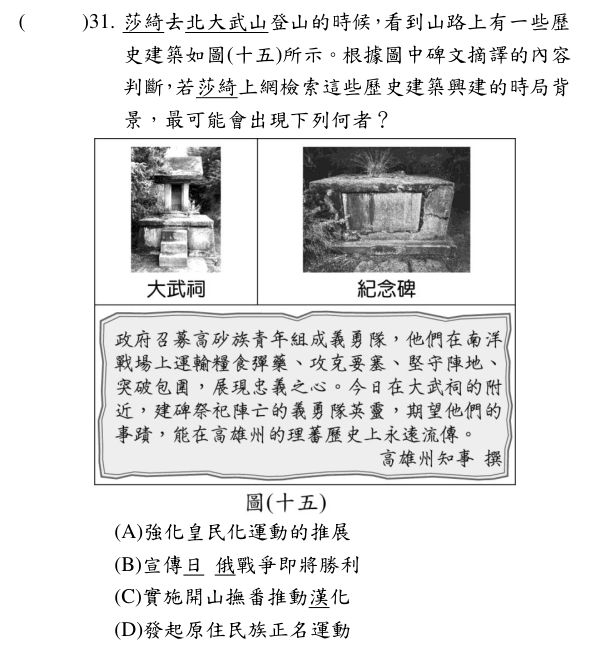 (　　)31. 莎綺去北大武山登山的時候，看到山路上有一些歷
史建築如圖(十五)所示。根據圖中碑文摘譯的內容
判斷，若莎綺上網檢索這些歷史建築興建的時局背
景，最可能會出現下列何者？
大武祠
紀念碑
政府召募高砂族青年組成義勇隊，他們在南洋
戰場上運輸糧食彈藥、攻克要塞、堅守陣地、
突破包圍，展現忠義之心。今日在大武祠的附
近，建碑祭祀陣亡的義勇隊英靈，期望他們的
事蹟，能在高雄州的理蕃歷史上永遠流傳。
高雄州知事 撰
圖(十五)
(A)強化皇民化運動的推展
(B)宣傳日 俄戰爭即將勝利
(C)實施開山撫番推動漢化
(D)發起原住民族正名運動